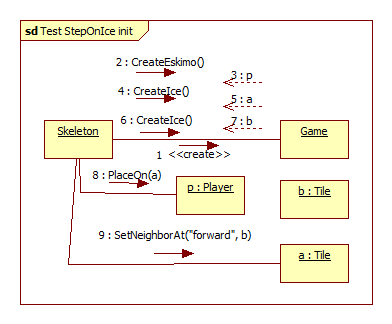 sd Test StepOnIce init
2 : CreateEskimo()
3 : p
4 : CreateIce()
5 : a
6 : CreateIce()
7 : b
Skeleton
Game
1 <<create>>
8 : PlaceOn(a)
p : Player
b : Tile
9 : SetNeighborAt("forward", b)
a : Tile